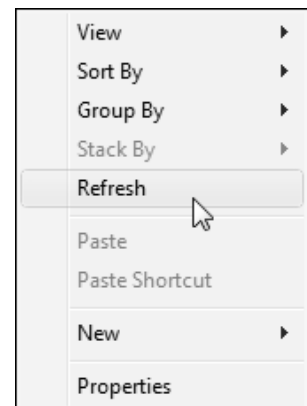 View
Sort By
Group By
Stack By
Refresh
Paste
Paste Shortcut
New
Properties